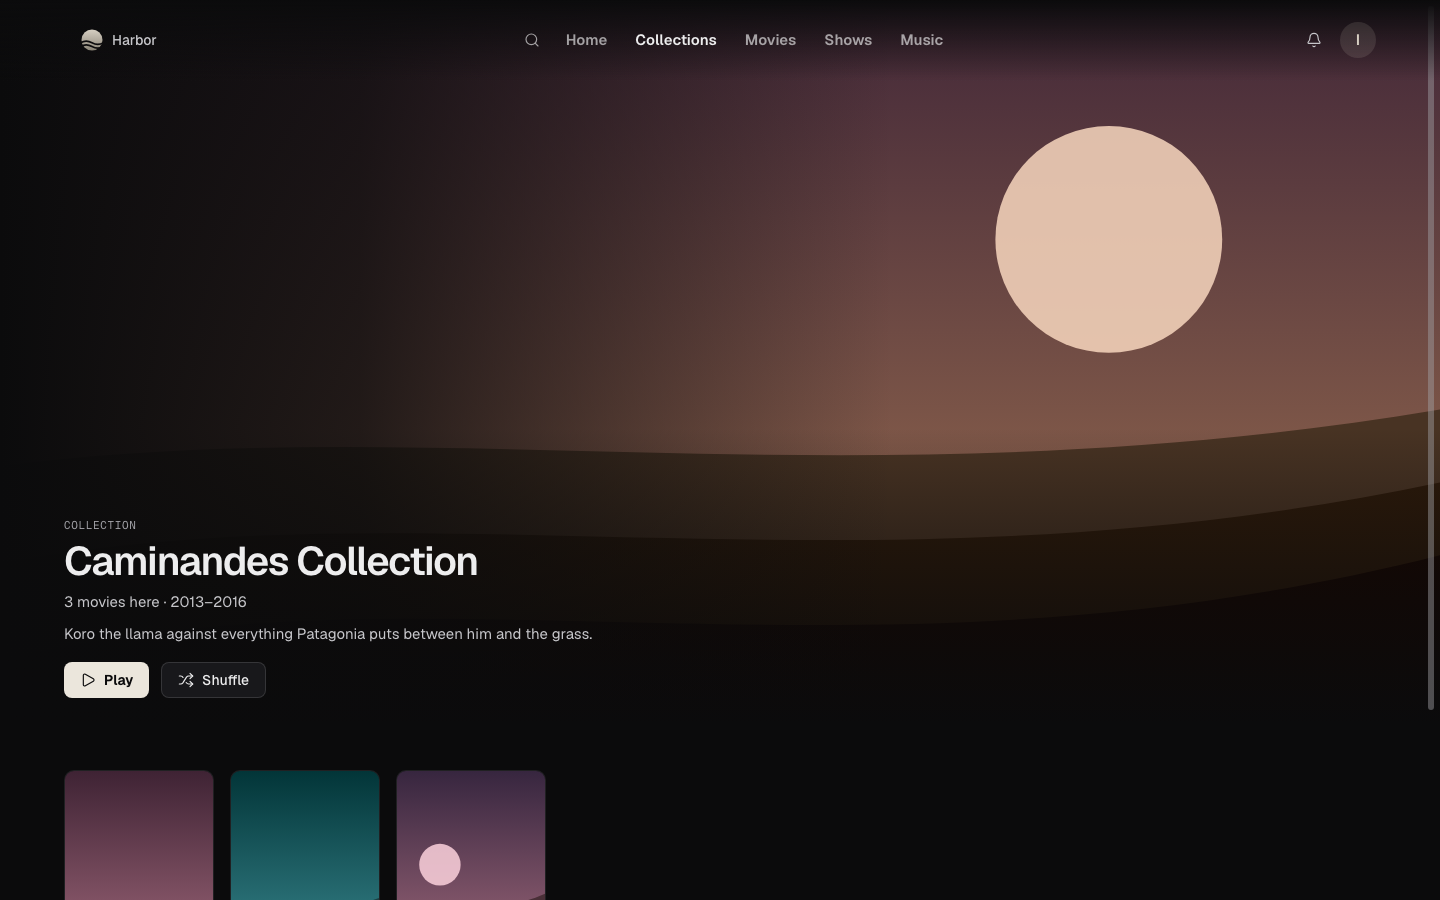 Harbor
Home
Collections
Movies
Shows
Music
I
COLLECTION
Caminandes Collection
3 movies here · 2013–2016
Koro the llama against everything Patagonia puts between him and the grass.
Play
Shuffle